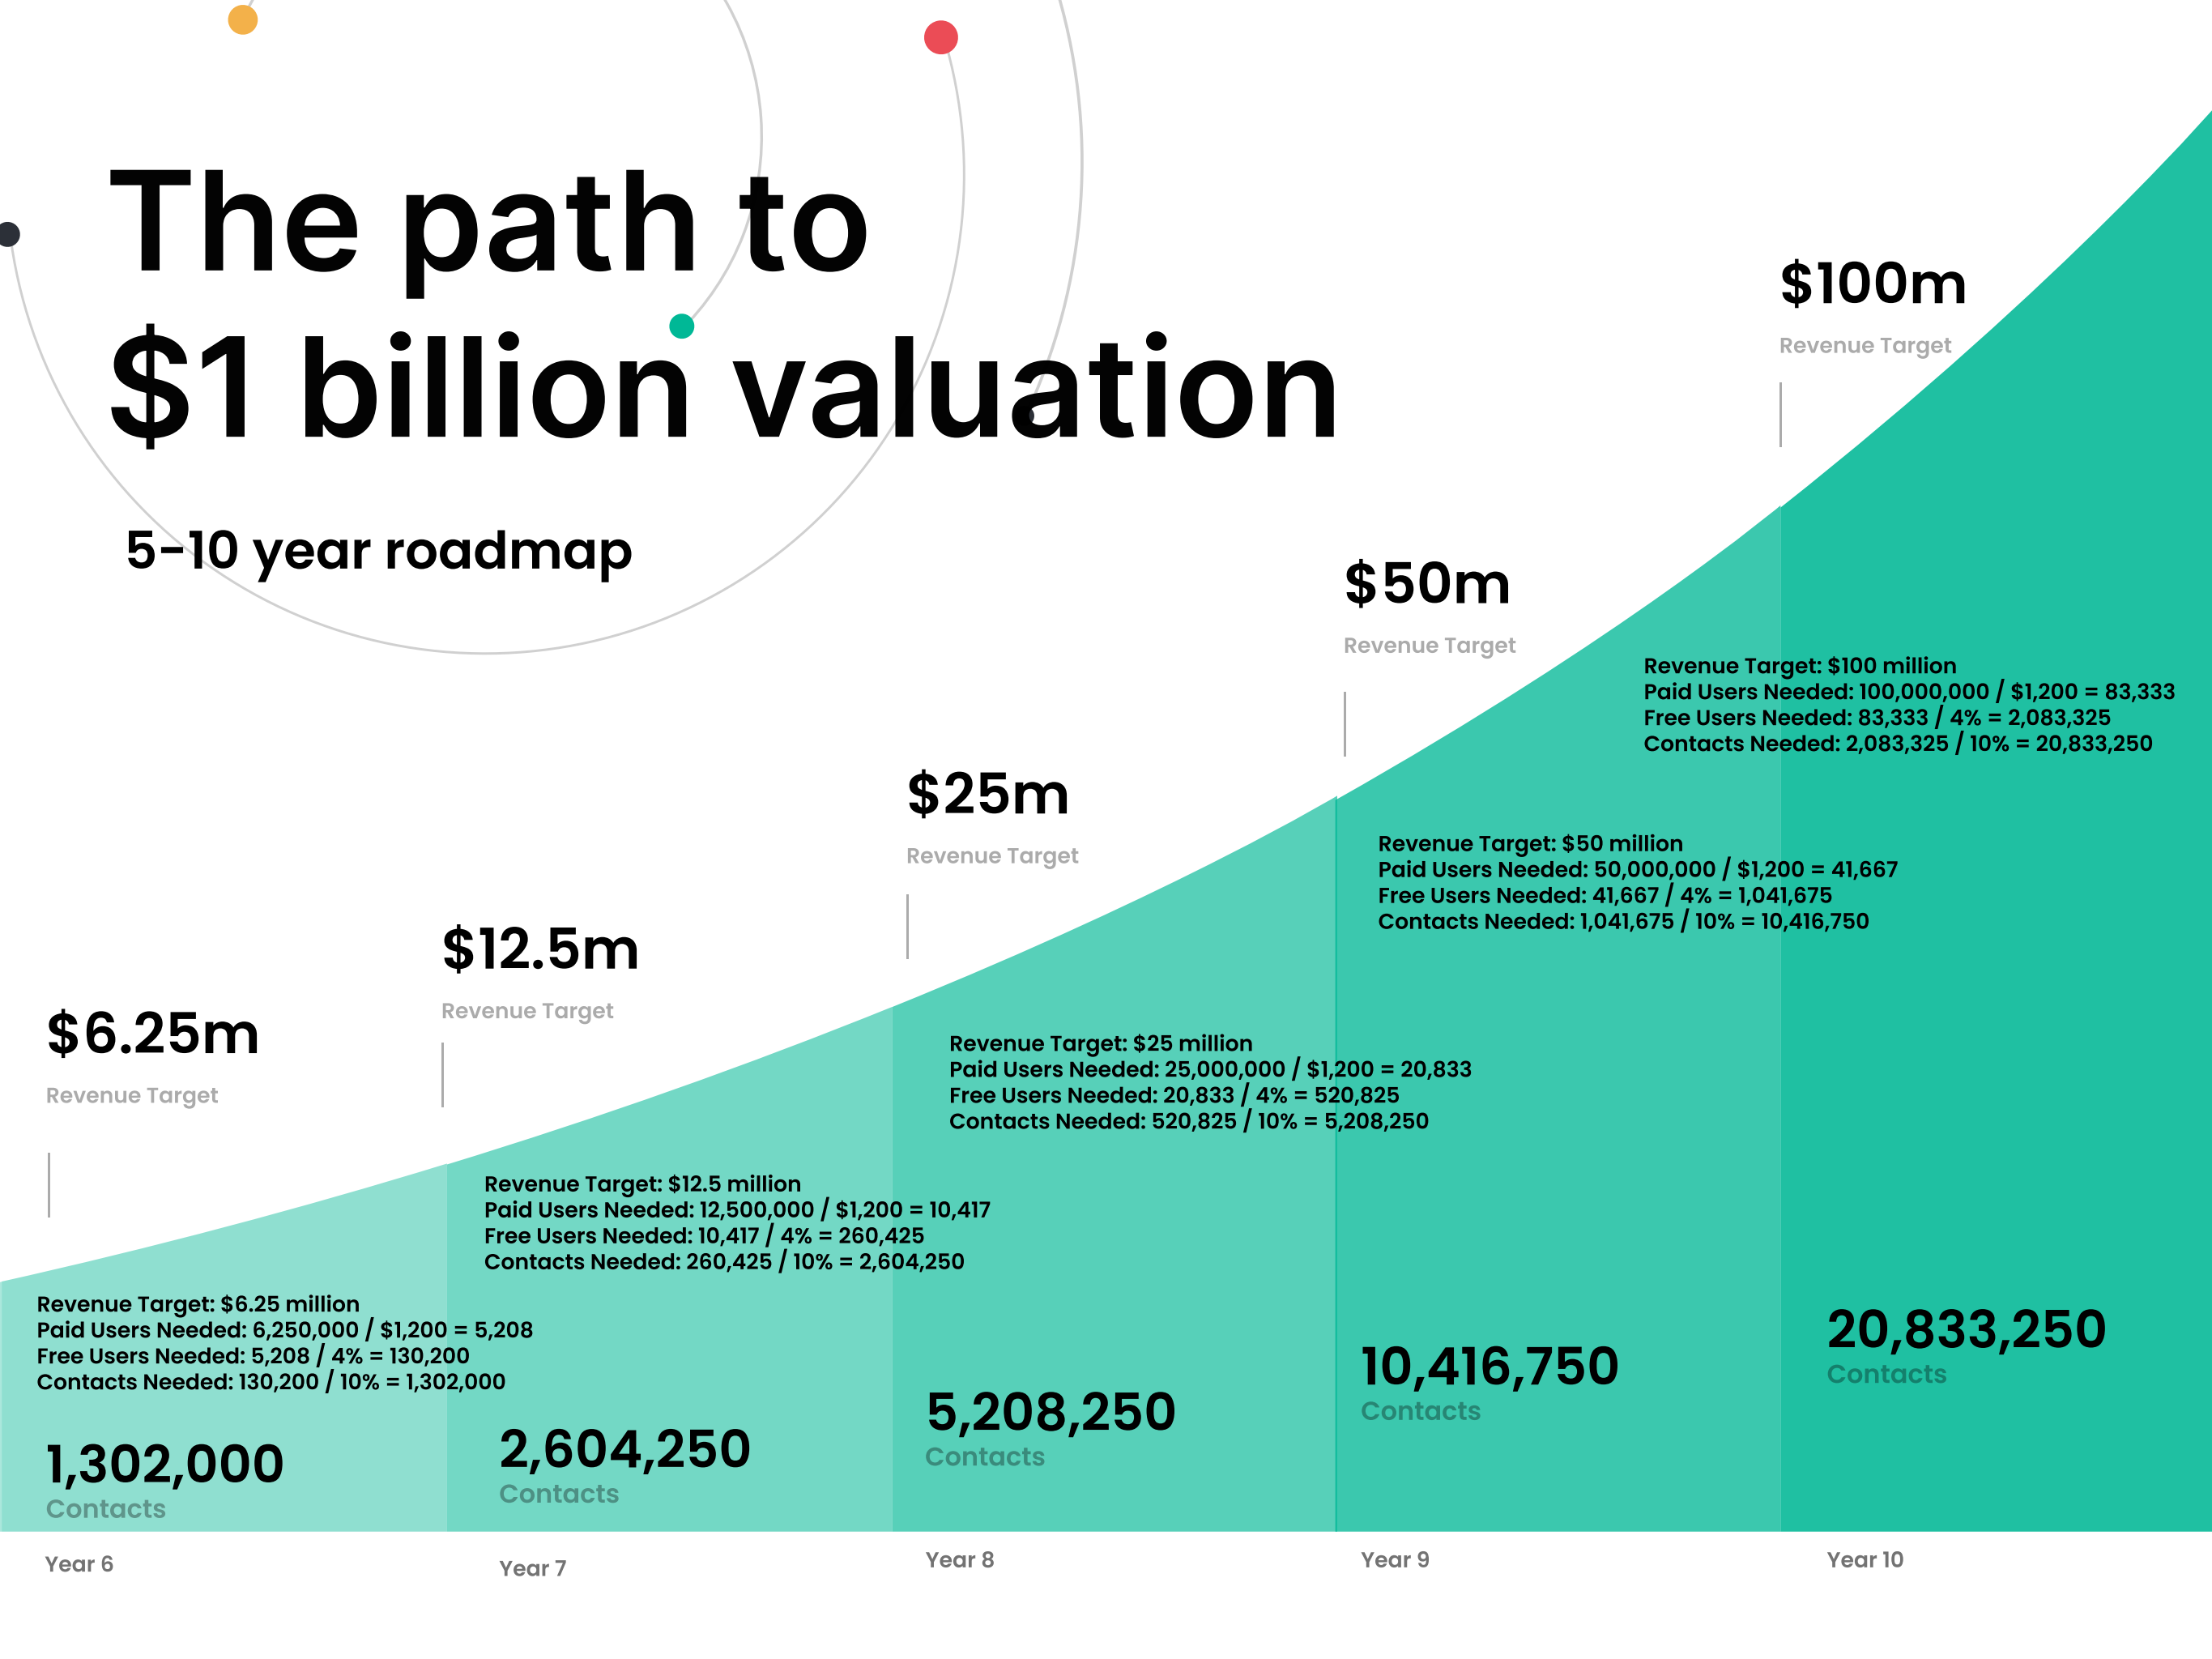 The path to
$1 billion valuation
5-10 year roadmap
$100m
Revenue Target
$50m
Revenue Target
$25m
Revenue Target
$12.5m
Revenue Target
$6.25m
Revenue Target
Revenue Target: $100 million
Paid Users Needed: 100,000,000 / $1,200 = 83,333
Free Users Needed: 83,333 / 4% = 2,083,325
Contacts Needed: 2,083,325 / 10% = 20,833,250
Revenue Target: $50 million
Paid Users Needed: 50,000,000 / $1,200 = 41,667
Free Users Needed: 41,667 / 4% = 1,041,675
Contacts Needed: 1,041,675 / 10% = 10,416,750
Revenue Target: $25 million
Paid Users Needed: 25,000,000 / $1,200 = 20,833
Free Users Needed: 20,833 / 4% = 520,825
Contacts Needed: 520,825 / 10% = 5,208,250
Revenue Target: $12.5 million
Paid Users Needed: 12,500,000 / $1,200 = 10,417
Free Users Needed: 10,417 / 4% = 260,425
Contacts Needed: 260,425 / 10% = 2,604,250
Revenue Target: $6.25 million
Paid Users Needed: 6,250,000 / $1,200 = 5,208
Free Users Needed: 5,208 / 4% = 130,200
Contacts Needed: 130,200 / 10% = 1,302,000
1,302,000
Contacts
2,604,250
Contacts
5,208,250
Contacts
10,416,750
Contacts
20,833,250
Contacts
Year 6
Year 7
Year 8
Year 9
Year 10